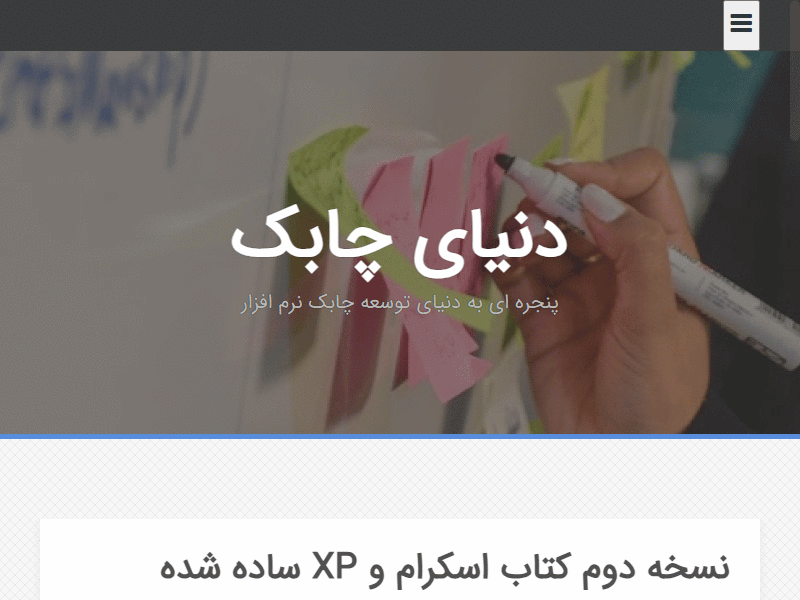 دنیای چابک
پنجره ای به دنیای توسعه چابک نرم افزار
نسخه دوم کتاب اسکرام و XP ساده شده